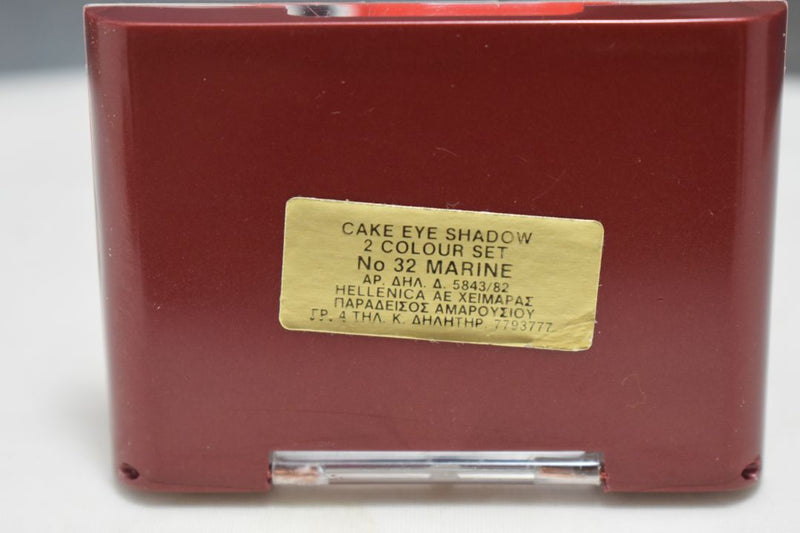 CAKE EYE SHADOW
2 COLOUR SET
No 32 MARINE
ΑΡ. ΔΗΛ. Δ. 5843/82
HELLENICA ΑΕ ΧΕΙΜΑΡΑΣ
ΠΑΡΑΔΕΙΣΟΣ ΑΜΑΡΟΥΣΙΟΥ
ΓΡ. 4 ΤΗΛ. Κ. ΔΗΛΗΤΗΡ. 7793777